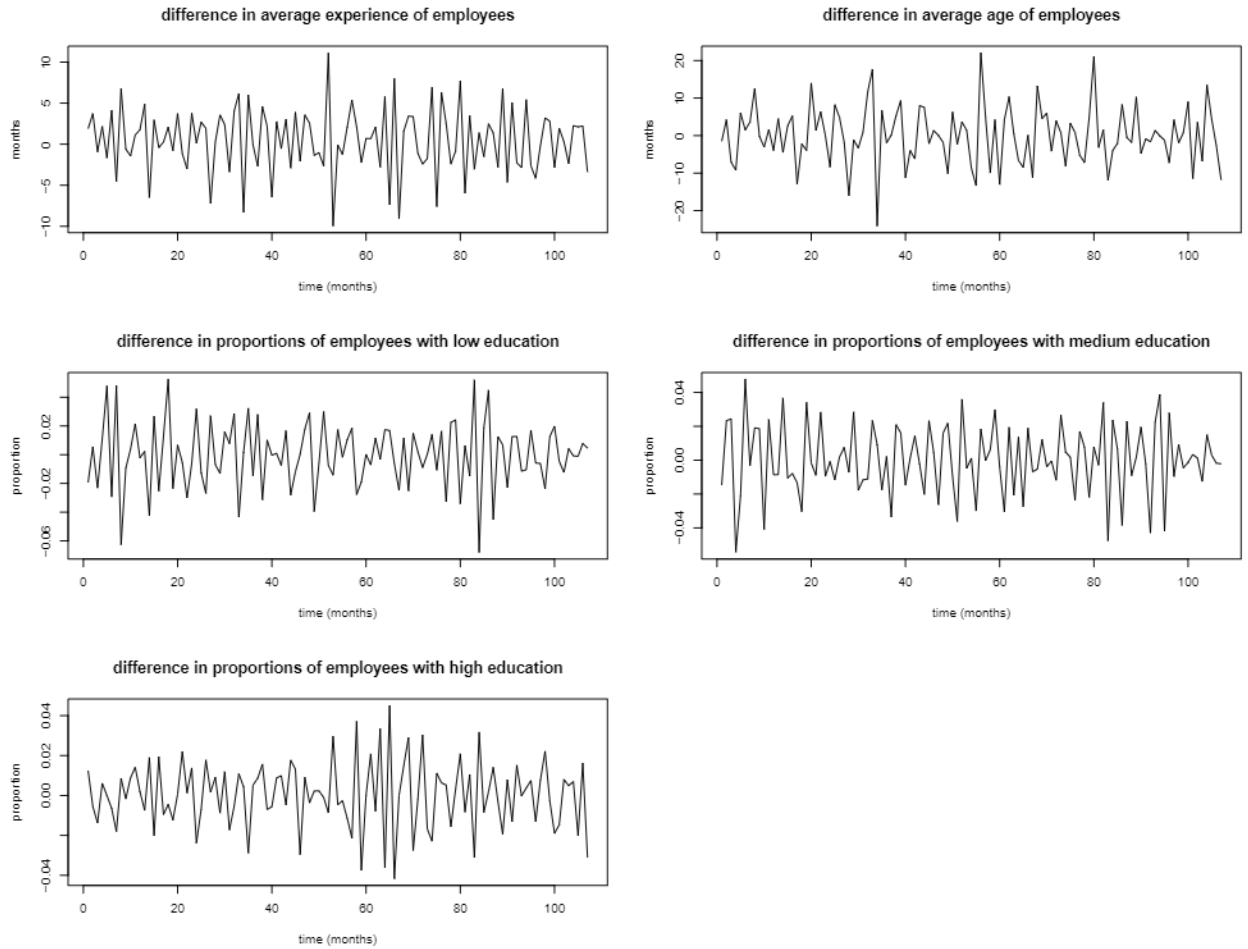 difference in average experience of employees
months
10
5
0
−5
−10
0 20 40 60 80 100
time (months)
difference in average age of employees
months
20
10
0
−10
−20
0 20 40 60 80 100
time (months)
difference in proportions of employees with low education
proportion
0.02
−0.02
−0.06
0 20 40 60 80 100
time (months)
difference in proportions of employees with medium education
proportion
0.04
0.00
−0.04
0 20 40 60 80 100
time (months)
difference in proportions of employees with high education
proportion
0.04
0.02
0.00
−0.04
0 20 40 60 80 100
time (months)